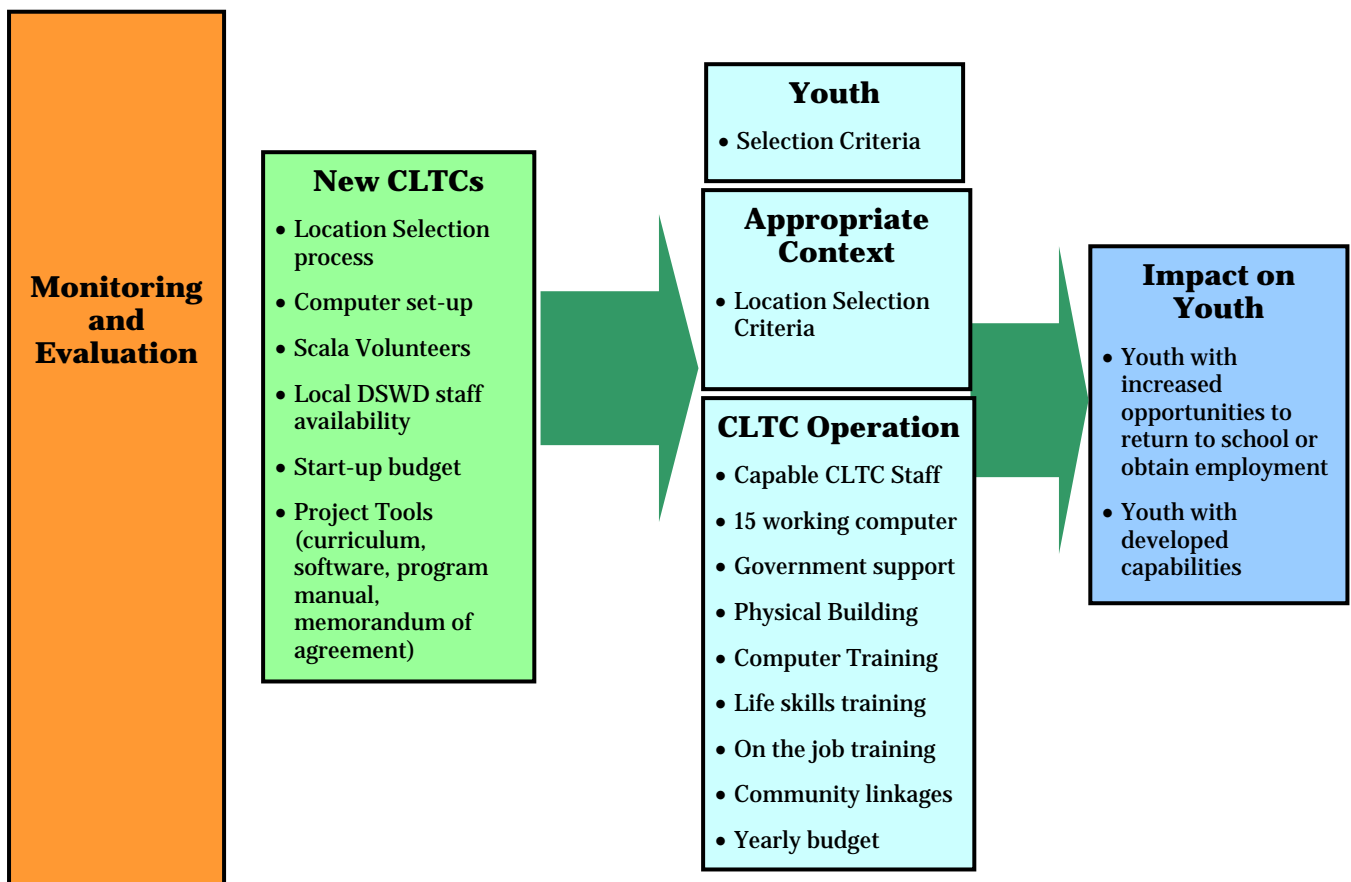 Monitoring
and
Evaluation
New CLTCs
• Location Selection
process
• Computer set-up
• Scala Volunteers
• Local DSWD staff
availability
• Start-up budget
• Project Tools
(curriculum,
software, program
manual,
memorandum of
agreement)
Youth
• Selection Criteria
Appropriate
Context
• Location Selection
Criteria
CLTC Operation
• Capable CLTC Staff
• 15 working computer
• Government support
• Physical Building
• Computer Training
• Life skills training
• On the job training
• Community linkages
• Yearly budget
Impact on
Youth
• Youth with
increased
opportunities to
return to school or
obtain employment
• Youth with
developed
capabilities